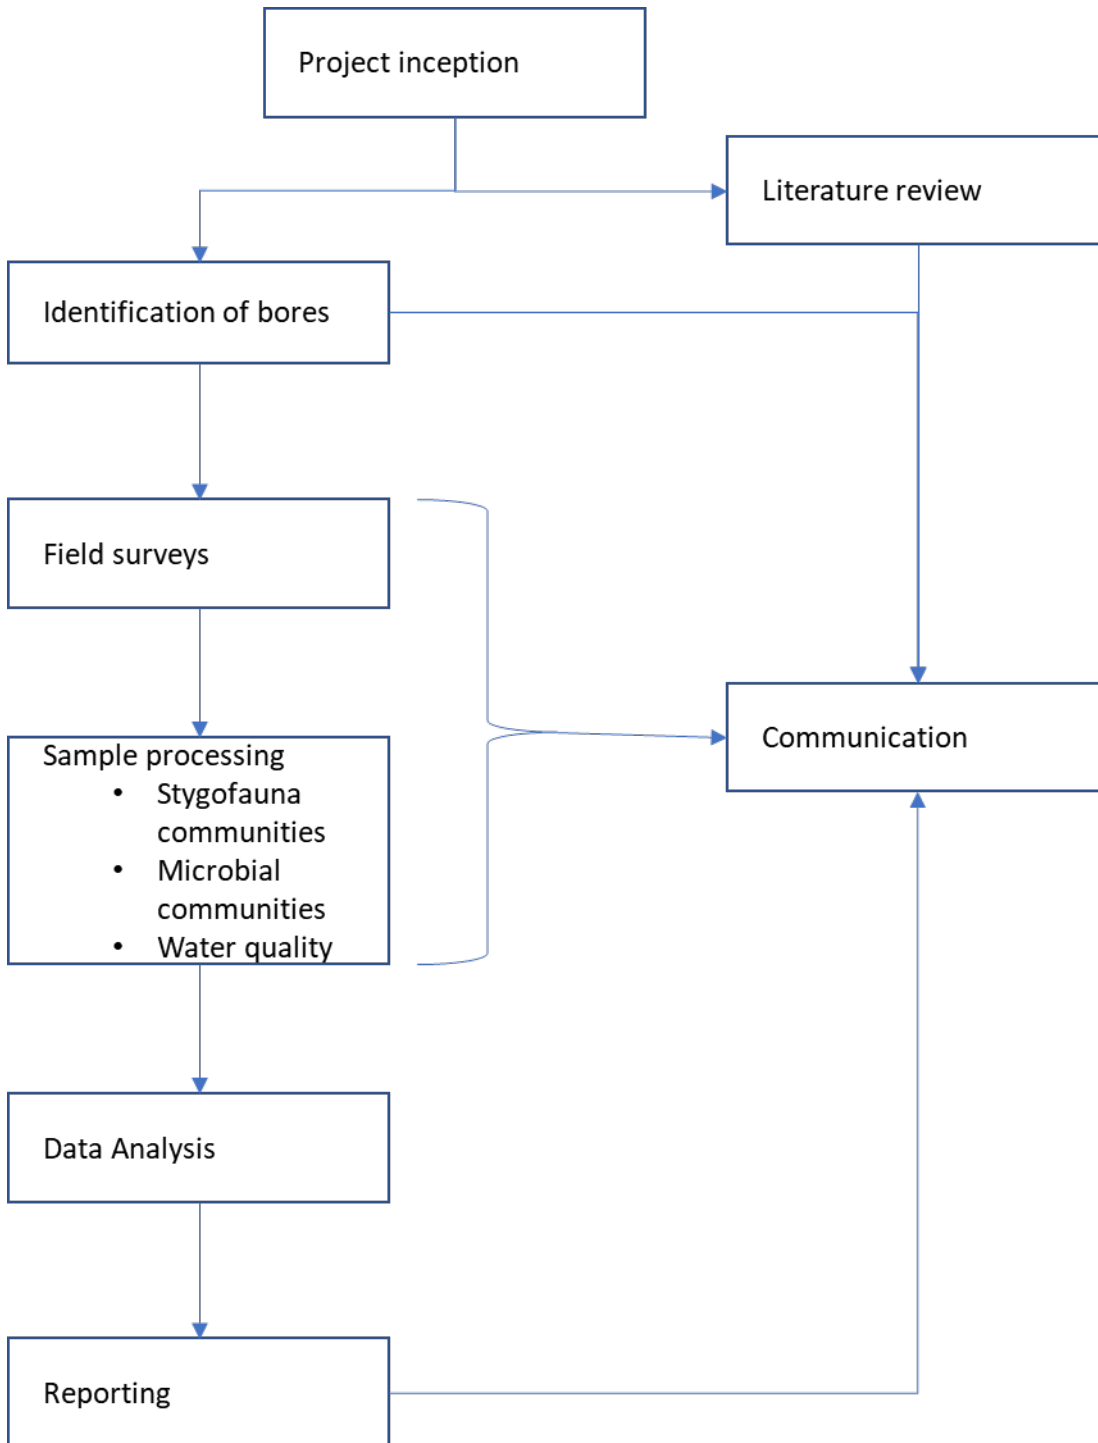 Project inception
Literature review
Identification of bores
Field surveys
Sample processing
• Stygofauna
communities
• Microbial
communities
• Water quality
Communication
Data Analysis
Reporting